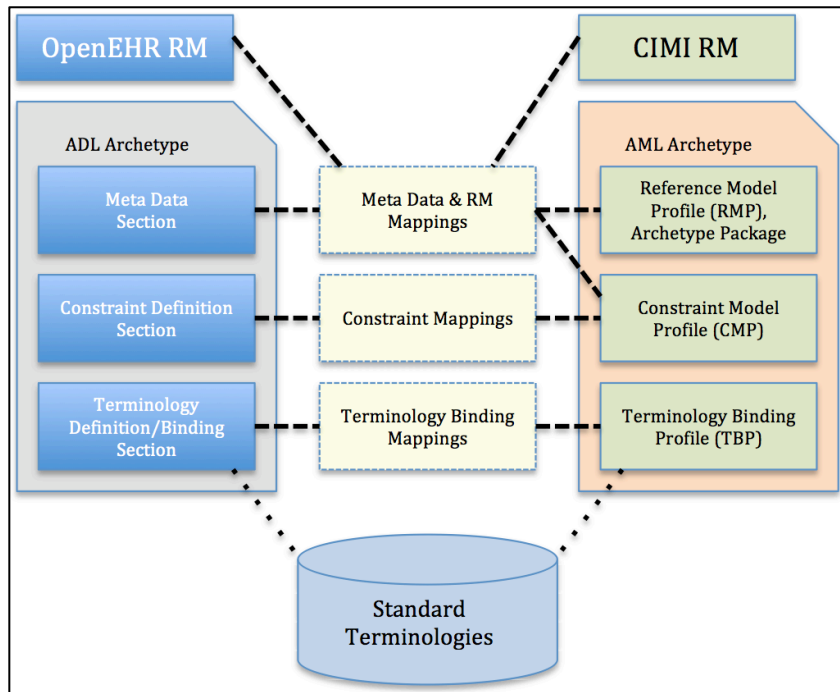 OpenEHR RM
CIMI RM
ADL Archetype
AML Archetype
Meta Data
Section
Meta Data & RM
Mappings
Reference Model
Profile (RMP),
Archetype Package
Constraint Definition
Section
Constraint Mappings
Constraint Model
Profile (CMP)
Terminology
Definition/Binding
Section
Terminology Binding
Mappings
Terminology Binding
Profile (TBP)
Standard
Terminologies